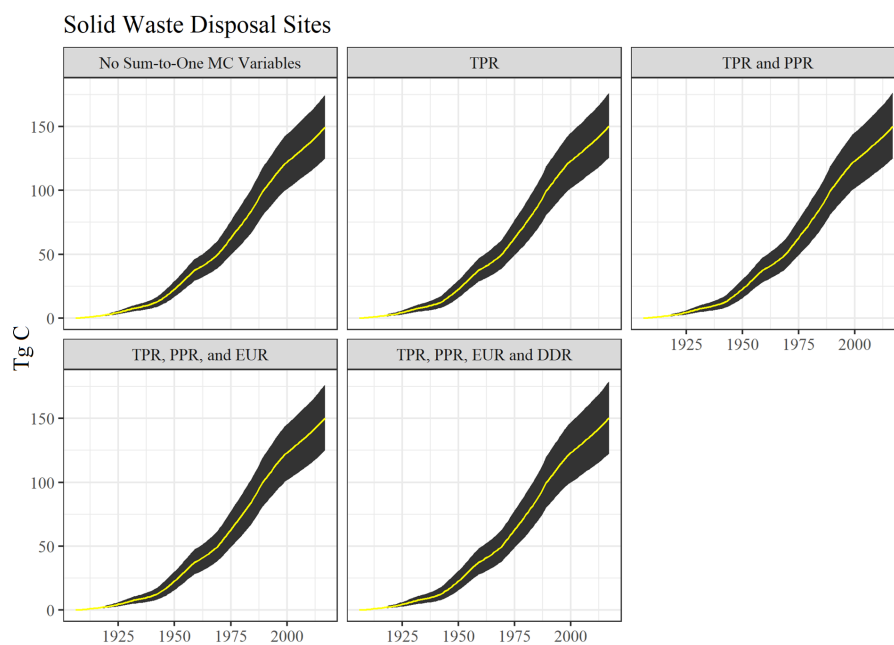 Solid Waste Disposal Sites
No Sum-to-One MC Variables
TPR
TPR and PPR
150
100
50
0
1925 1950 1975 2000
Tg C
TPR, PPR, and EUR
TPR, PPR, EUR and DDR
150
100
50
0
1925 1950 1975 2000
1925 1950 1975 2000